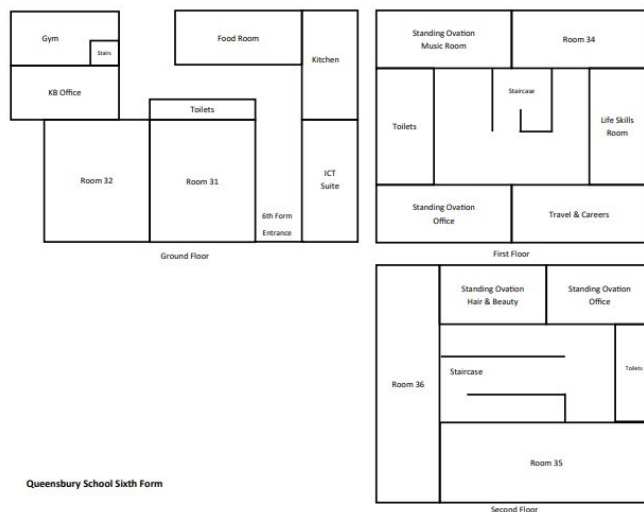 Gym
Stairs
KB Office
Food Room
Kitchen
Toilets
Room 32
Room 31
ICT
Suite
6th Form
Entrance
Ground Floor
Standing Ovation
Music Room
Room 34
Staircase
Toilets
Life Skills
Room
Standing Ovation
Office
Travel & Careers
First Floor
Standing Ovation
Hair & Beauty
Standing Ovation
Office
Room 36
Staircase
Toilets
Room 35
Second Floor
Queensbury School Sixth Form